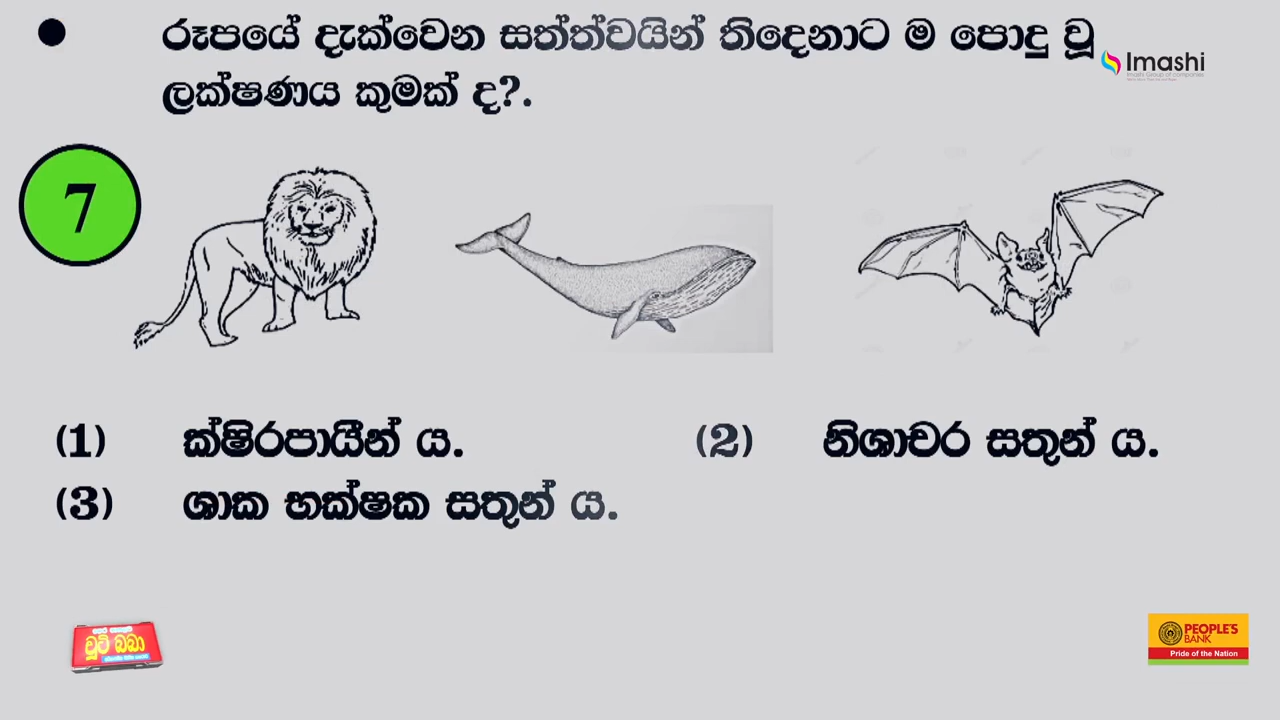 රූපයේ දැක්වෙන සත්ත්වයින් තිදෙනාට ම පොදු වූ
Imashi
ලක්ෂණය කුමක් ද?.
7
(1) ක්ෂිරපායීන් ය.
(2) නිශාචර සතුන් ය.
(3) ශාක භක්ෂක සතුන් ය.
චූටි බබා
PEOPLE'S
BANK
Pride of the Nation